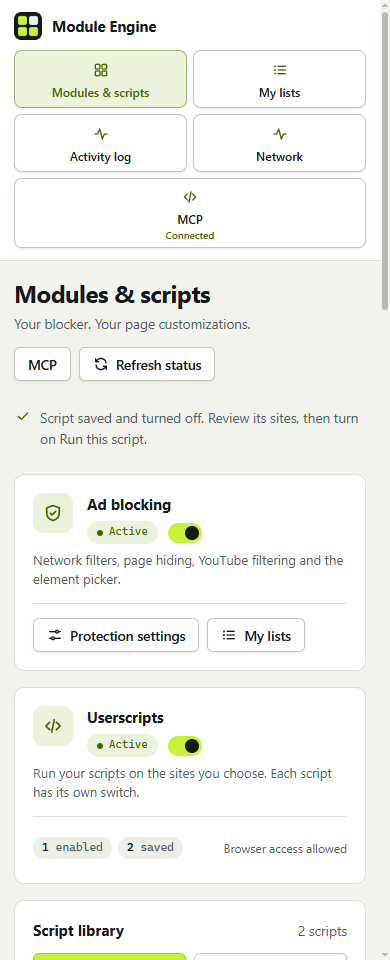 Module Engine
Modules & scripts
My lists
Activity log
Network
MCP
Connected
Modules & scripts
Your blocker. Your page customizations.
MCP
Refresh status
Script saved and turned off. Review its sites, then turn
on Run this script.
Ad blocking
Active
Network filters, page hiding, YouTube filtering and the
element picker.
Protection settings
My lists
Userscripts
Active
Run your scripts on the sites you choose. Each script
has its own switch.
1 enabled
2 saved
Browser access allowed
Script library
2 scripts